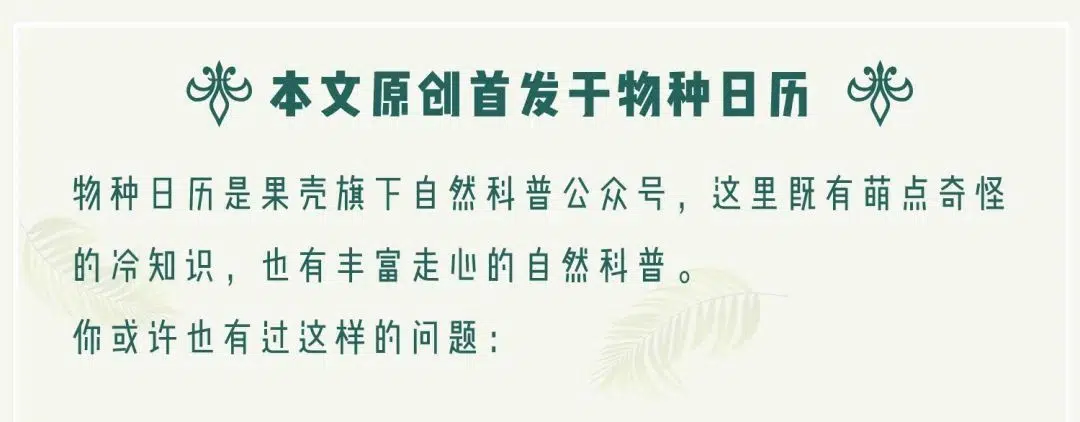 本文原创首发于物种日历
物种日历是果壳旗下自然科普公众号，这里既有萌点奇怪
的冷知识，也有丰富走心的自然科普。
你或许也有过这样的问题：